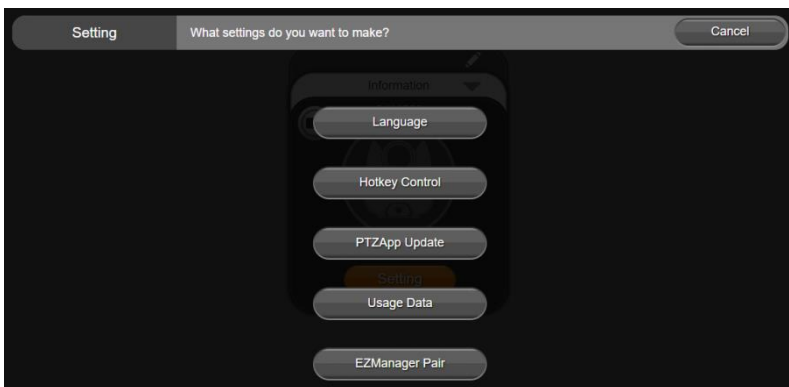 Setting
What settings do you want to make?
Cancel
Information
Language
Hotkey Control
PTZApp Update
Setting
Usage Data
EZManager Pair